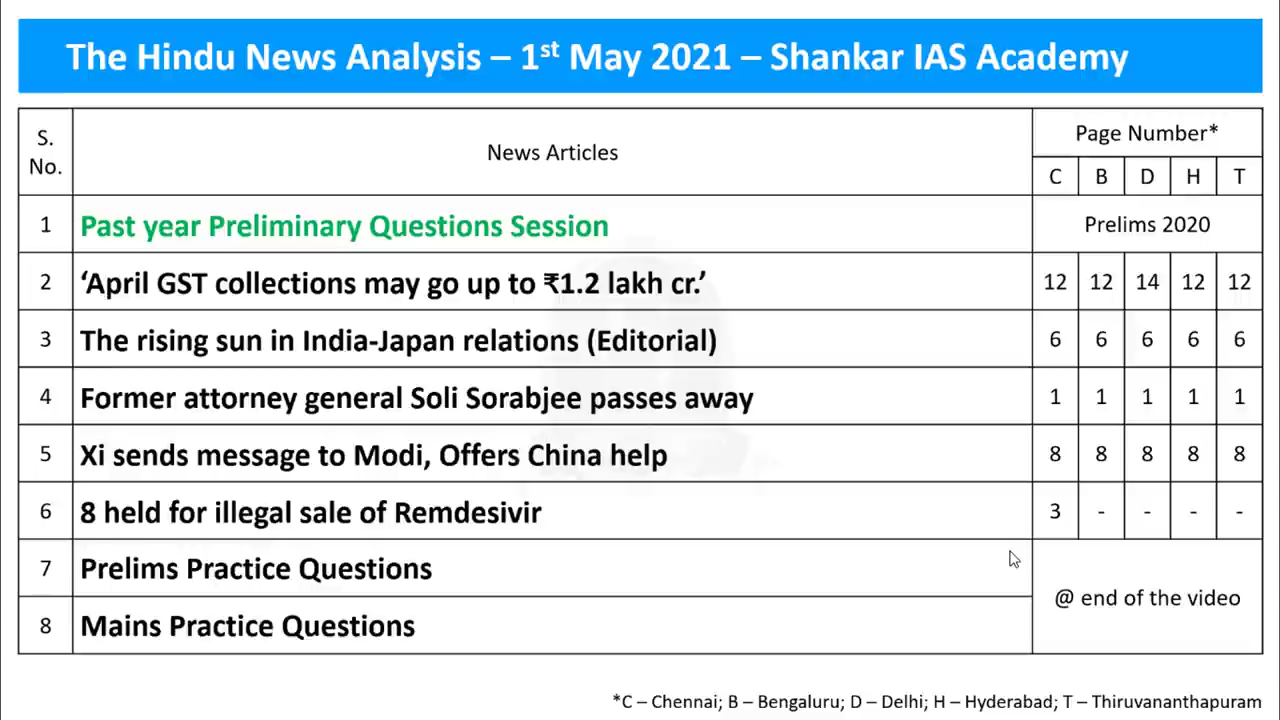 The Hindu News Analysis – 1st May 2021 – Shankar IAS Academy
S. No. News Articles Page Number*
C B D H T
1 Past year Preliminary Questions Session Prelims 2020
2 ‘April GST collections may go up to ₹1.2 lakh cr.’ 12 12 14 12 12
3 The rising sun in India-Japan relations (Editorial) 6 6 6 6 6
4 Former attorney general Soli Sorabjee passes away 1 1 1 1 1
5 Xi sends message to Modi, Offers China help 8 8 8 8 8
6 8 held for illegal sale of Remdesivir 3 - - - -
7 Prelims Practice Questions @ end of the video
8 Mains Practice Questions
*C – Chennai; B – Bengaluru; D – Delhi; H – Hyderabad; T – Thiruvananthapuram